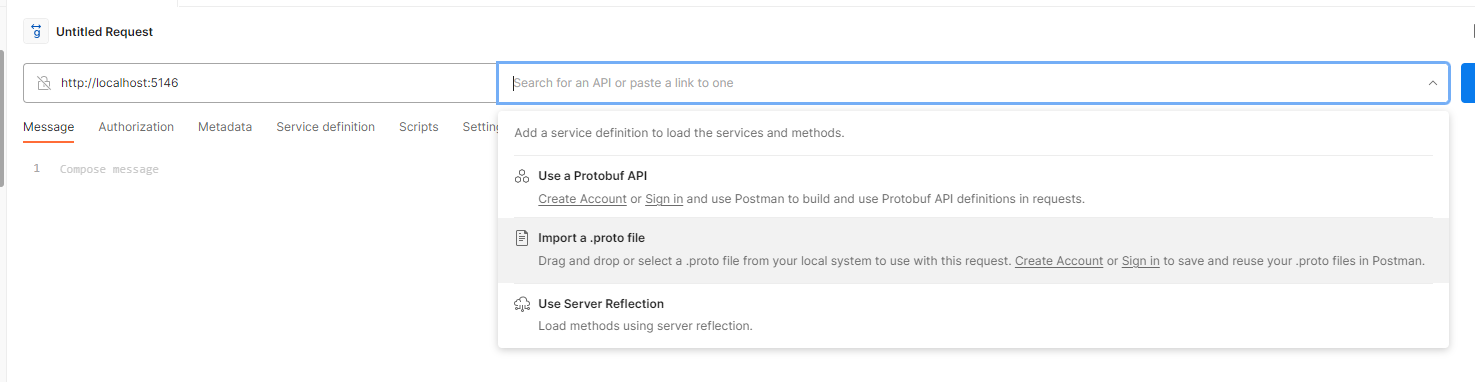 g
Untitled Request
http://localhost:5146
Search for an API or paste a link to one
Message Authorization Metadata Service definition Scripts
Add a service definition to load the services and methods.
1 Compose message
Use a Protobuf API
Create Account or Sign in and use Postman to build and use Protobuf API definitions in requests.
Import a .proto file
Drag and drop or select a .proto file from your local system to use with this request. Create Account or Sign in to save and reuse your .proto files in Postman.
Use Server Reflection
Load methods using server reflection.